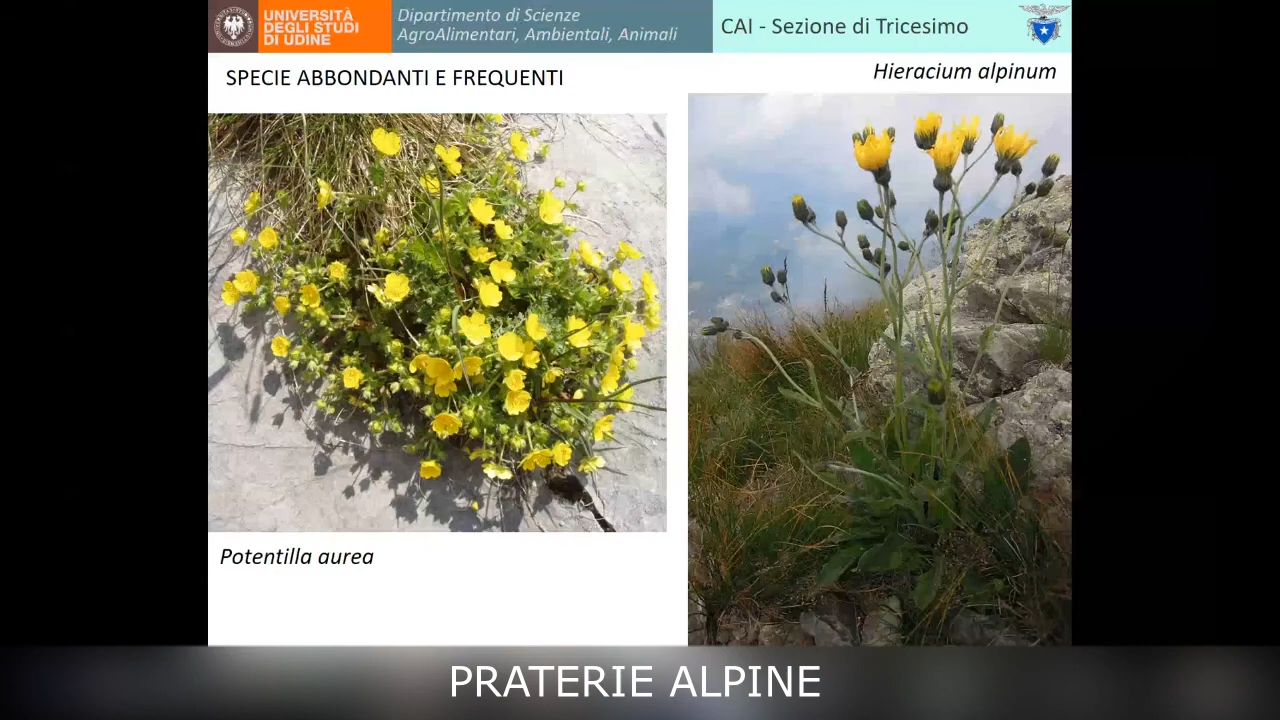 UNIVERSITÀ
DEGLI STUDI
DI UDINE
Dipartimento di Scienze
AgroAlimentari, Ambientali, Animali
CAI - Sezione di Tricesimo
SPECIE ABBONDANTI E FREQUENTI
Hieracium alpinum
Potentilla aurea
PRATERIE ALPINE